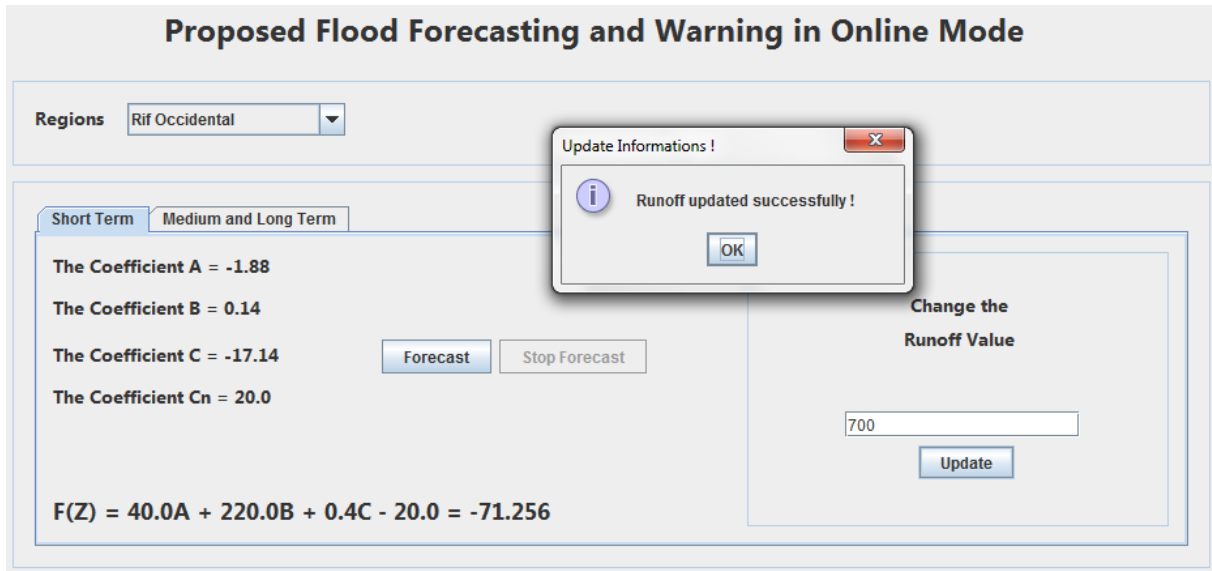 Proposed Flood Forecasting and Warning in Online Mode
Regions Rif Occidental
Update Informations !
x
i
Runoff updated successfully !
OK
Short Term Medium and Long Term
The Coefficient A = -1.88
The Coefficient B = 0.14
The Coefficient C = -17.14
The Coefficient Cn = 20.0
Forecast Stop Forecast
F(Z) = 40.0A + 220.0B + 0.4C - 20.0 = -71.256
Change the
Runoff Value
700
Update